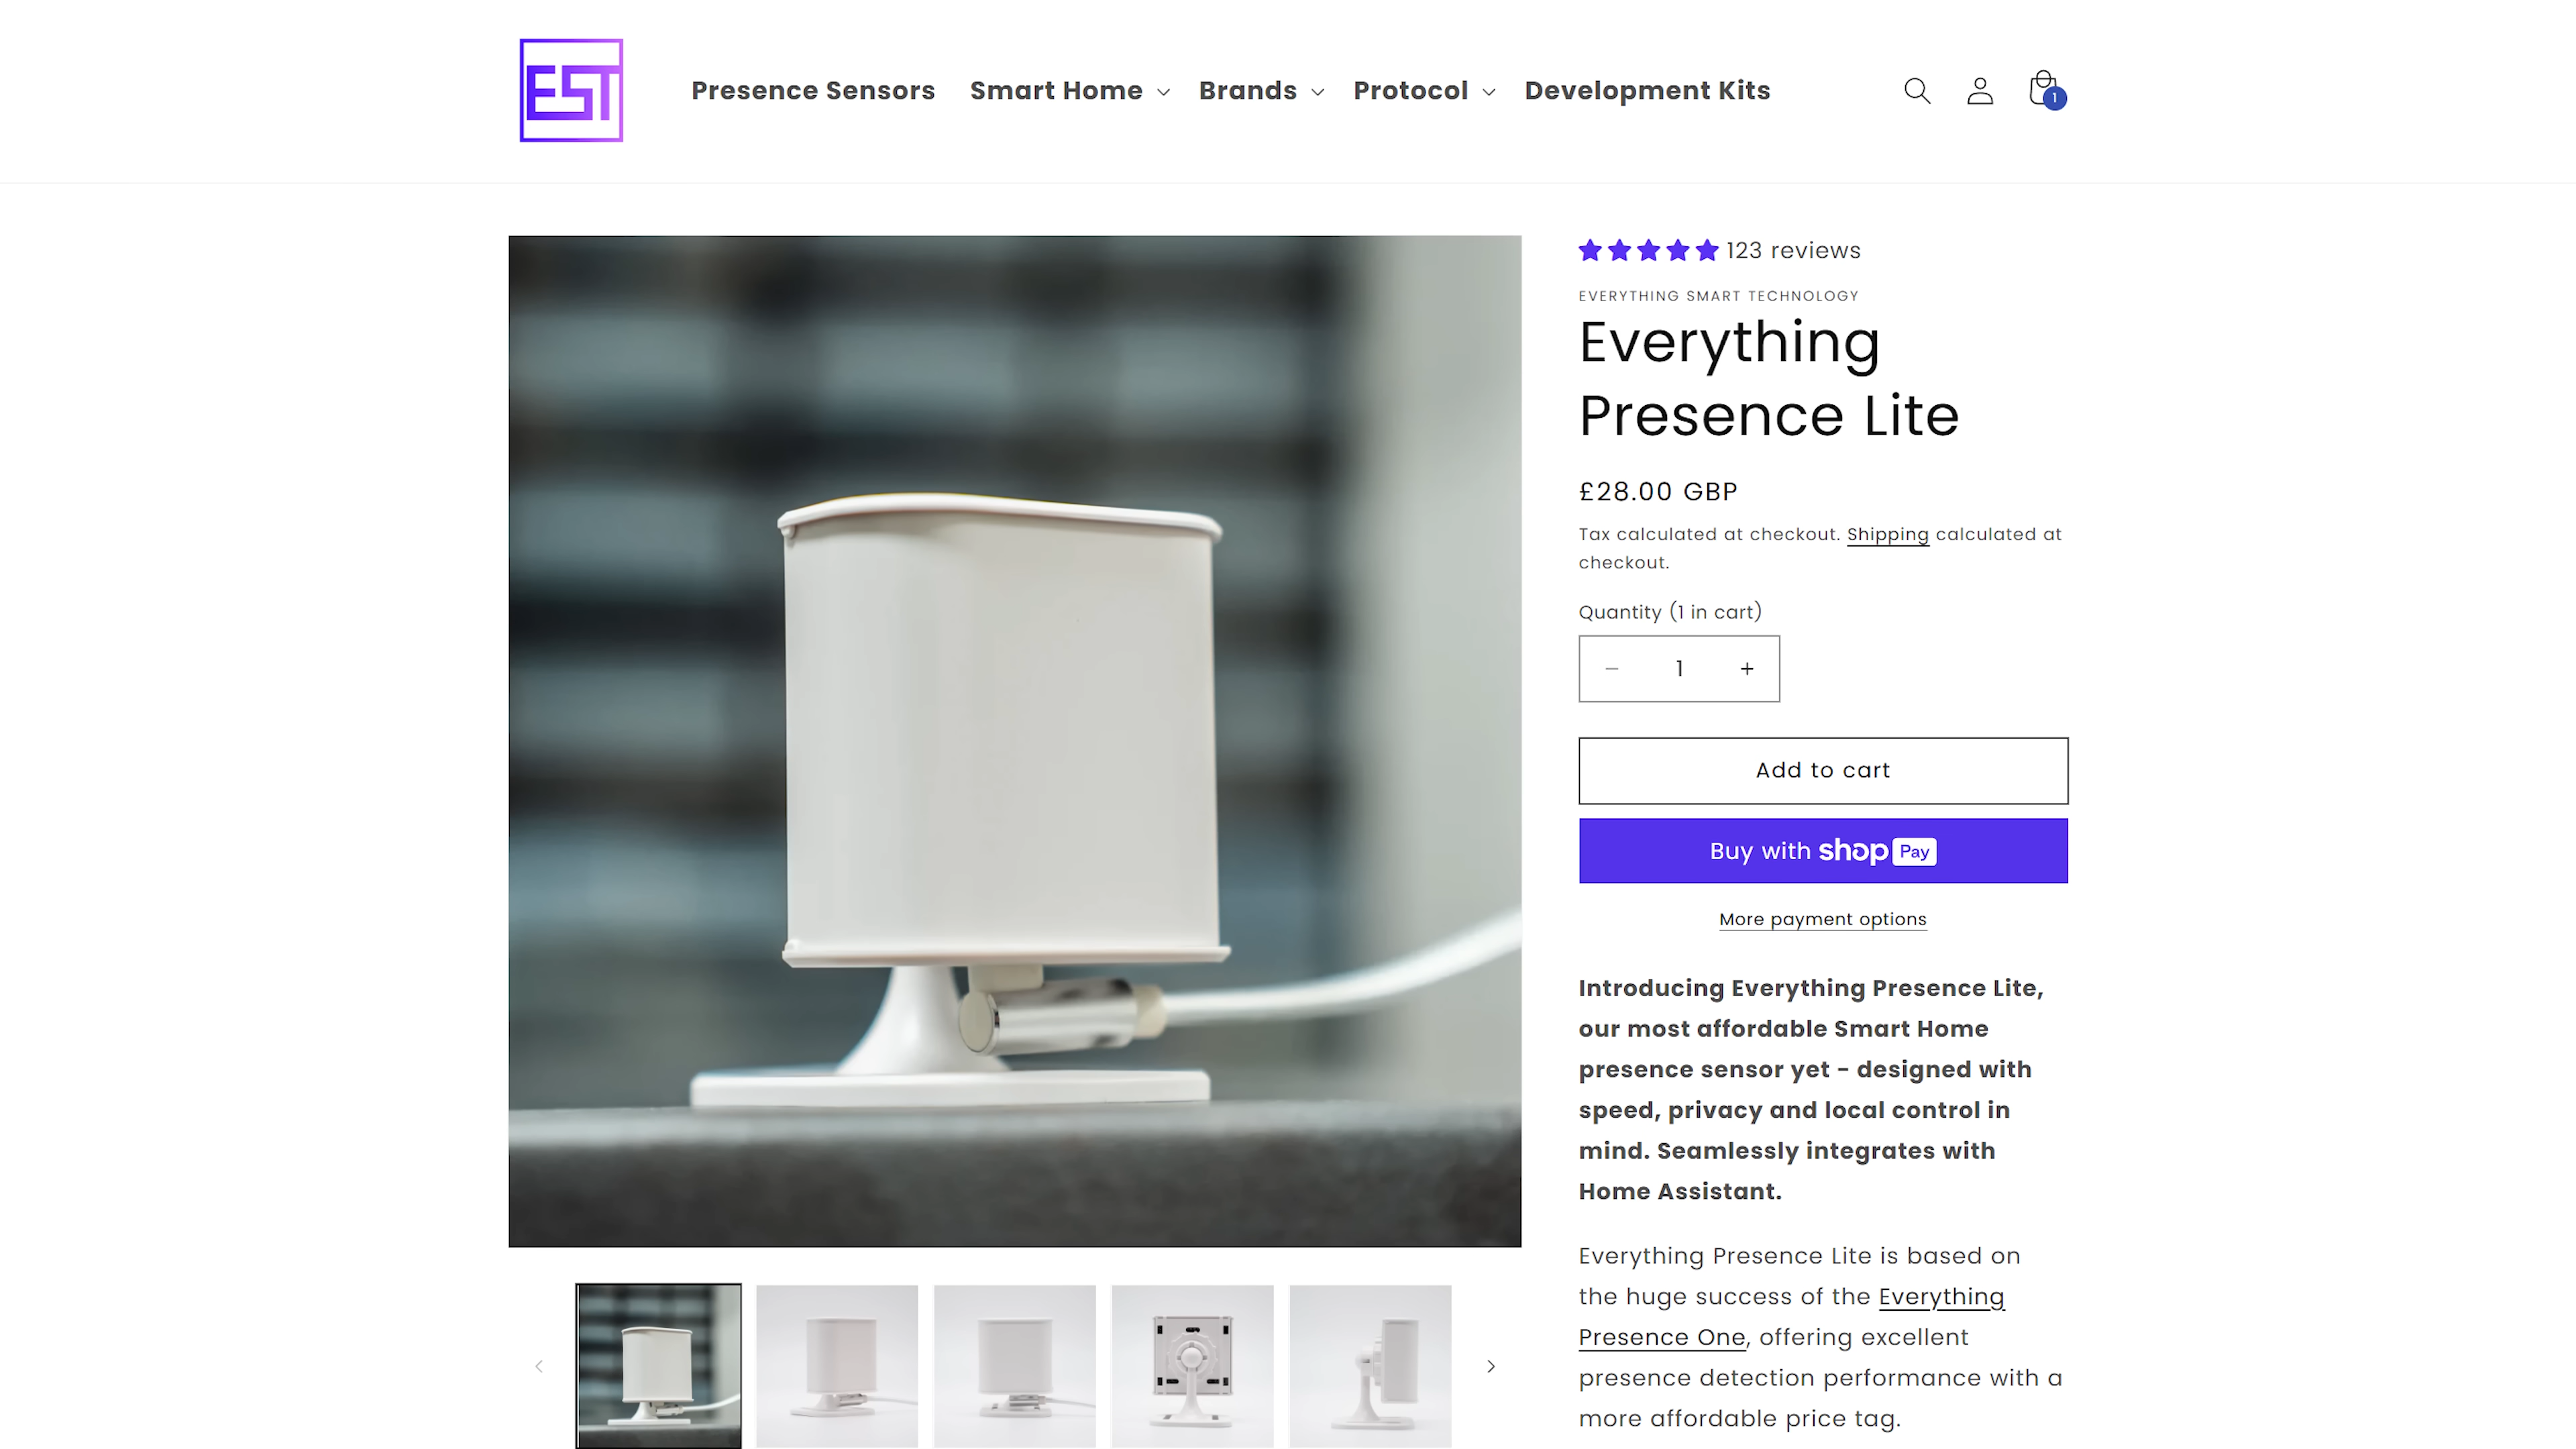 EST
Presence Sensors
Smart Home
Brands
Protocol
Development Kits
1
123 reviews
EVERYTHING SMART TECHNOLOGY
Everything
Presence Lite
£28.00 GBP
Tax calculated at checkout. Shipping calculated at
checkout.
Quantity (1 in cart)
− 1 +
Add to cart
Buy with shop Pay
More payment options
Introducing Everything Presence Lite,
our most affordable Smart Home
presence sensor yet - designed with
speed, privacy and local control in
mind. Seamlessly integrates with
Home Assistant.
Everything Presence Lite is based on
the huge success of the Everything
Presence One, offering excellent
presence detection performance with a
more affordable price tag.